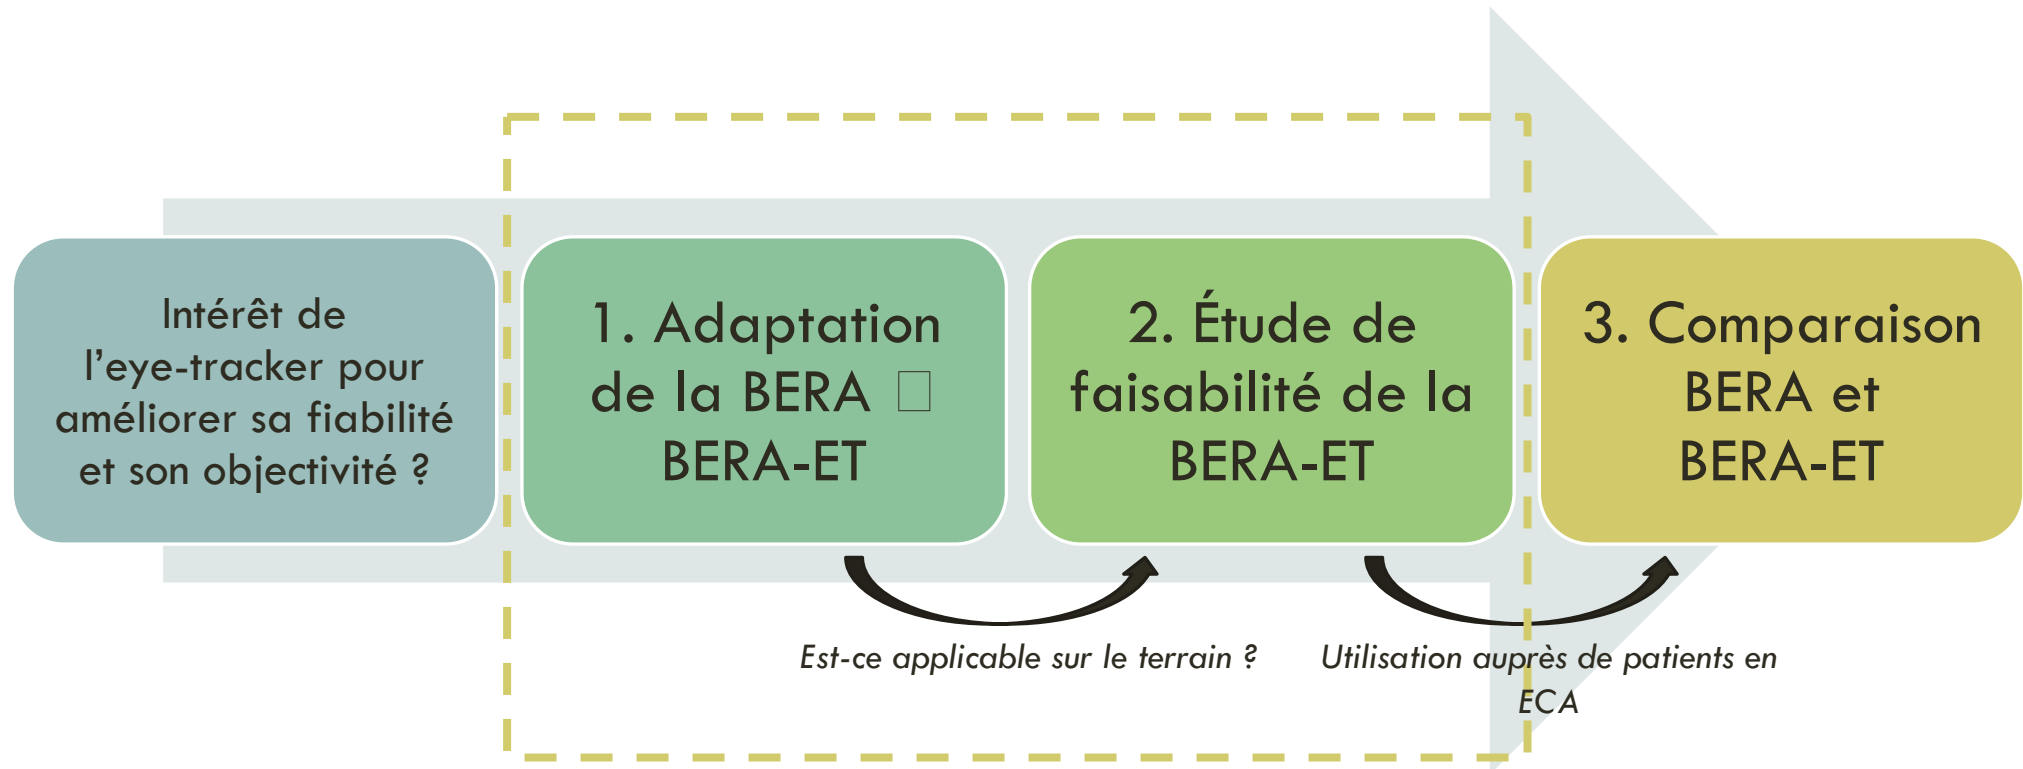 Intérêt de
l’eye-tracker pour
améliorer sa fiabilité
et son objectivité ?
1. Adaptation
de la BERA □
BERA-ET
2. Étude de
faisabilité de la
BERA-ET
3. Comparaison
BERA et
BERA-ET
Est-ce applicable sur le terrain ?
Utilisation auprès de patients en
ECA